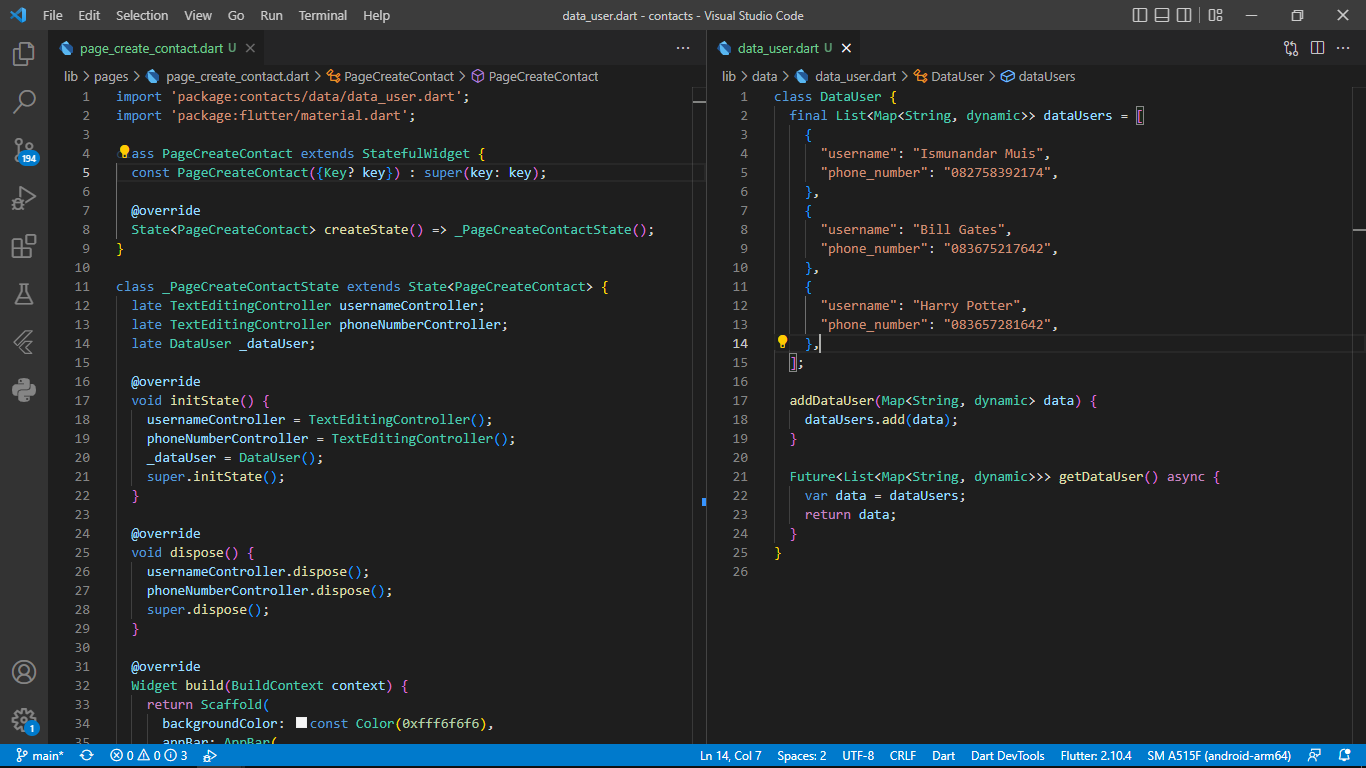 File Edit Selection View Go Run Terminal Help
data_user.dart - contacts - Visual Studio Code
page_create_contact.dart U
lib > pages > page_create_contact.dart > PageCreateContact > PageCreateContact
1 import 'package:contacts/data/data_user.dart';
2 import 'package:flutter/material.dart';
3
4 ass PageCreateContact extends StatefulWidget {
5 const PageCreateContact({Key? key}) : super(key: key);
6
7 @override
8 State<PageCreateContact> createState() => _PageCreateContactState();
9 }
10
11 class _PageCreateContactState extends State<PageCreateContact> {
12 late TextEditingController usernameController;
13 late TextEditingController phoneNumberController;
14 late DataUser _dataUser;
15
16 @override
17 void initState() {
18 usernameController = TextEditingController();
19 phoneNumberController = TextEditingController();
20 _dataUser = DataUser();
21 super.initState();
22 }
23
24 @override
25 void dispose() {
26 usernameController.dispose();
27 phoneNumberController.dispose();
28 super.dispose();
29 }
30
31 @override
32 Widget build(BuildContext context) {
33 return Scaffold(
34 backgroundColor: const Color(0xfff6f6f6),
35 appBar: AppBar(
data_user.dart U
lib > data > data_user.dart > DataUser > dataUsers
1 class DataUser {
2 final List<Map<String, dynamic>> dataUsers = [
3 {
4 "username": "Ismunandar Muis",
5 "phone_number": "082758392174",
6 },
7 {
8 "username": "Bill Gates",
9 "phone_number": "083675217642",
10 },
11 {
12 "username": "Harry Potter",
13 "phone_number": "083657281642",
14 },
15 ];
16
17 addDataUser(Map<String, dynamic> data) {
18 dataUsers.add(data);
19 }
20
21 Future<List<Map<String, dynamic>>> getDataUser() async {
22 var data = dataUsers;
23 return data;
24 }
25 }
26
194
1
main* 0 0 3
Ln 14, Col 7 Spaces: 2 UTF-8 CRLF Dart Dart DevTools Flutter: 2.10.4 SM A515F (android-arm64)